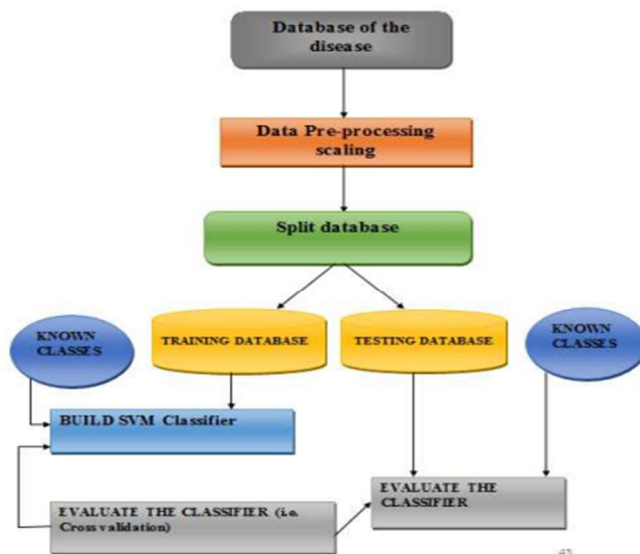 Database of the
disease
Data Pre-processing
scaling
Split database
KNOWN
CLASSES
TRAINING DATABASE
TESTING DATABASE
KNOWN
CLASSES
BUILD SVM Classifier
EVALUATE THE CLASSIFIER (i.e.
Cross validation)
EVALUATE THE
CLASSIFIER